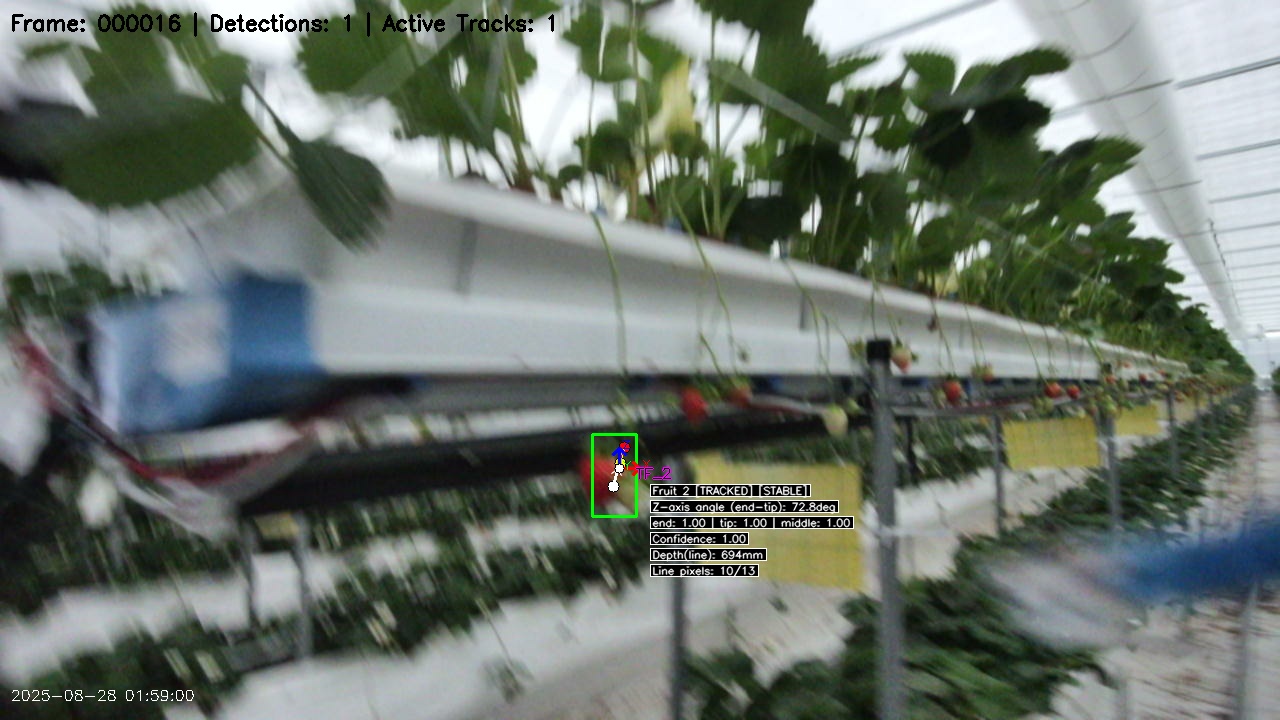 Frame: 000016 | Detections: 1 | Active Tracks: 1
TF_2
Fruit 2 [TRACKED] [STABLE]
Z-axis angle (end-tip): 72.8deg
end: 1.00 | tip: 1.00 | middle: 1.00
Confidence: 1.00
Depth(line): 694mm
Line pixels: 10/13
2025-08-28 01:59:00